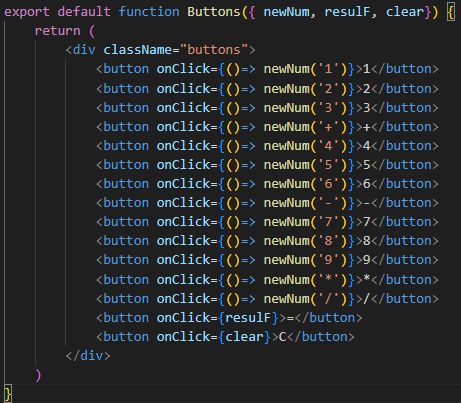 export default function Buttons({ newNum, resulF, clear}) {
    return (
        <div className="buttons">
            <button onClick={()=> newNum('1')}>1</button>
            <button onClick={()=> newNum('2')}>2</button>
            <button onClick={()=> newNum('3')}>3</button>
            <button onClick={()=> newNum('+')}>+</button>
            <button onClick={()=> newNum('4')}>4</button>
            <button onClick={()=> newNum('5')}>5</button>
            <button onClick={()=> newNum('6')}>6</button>
            <button onClick={()=> newNum('-')}>-</button>
            <button onClick={()=> newNum('7')}>7</button>
            <button onClick={()=> newNum('8')}>8</button>
            <button onClick={()=> newNum('9')}>9</button>
            <button onClick={()=> newNum('*')}>*</button>
            <button onClick={()=> newNum('/')}>/</button>
            <button onClick={resulF}>=</button>
            <button onClick={clear}>C</button>
        </div>
    )
}